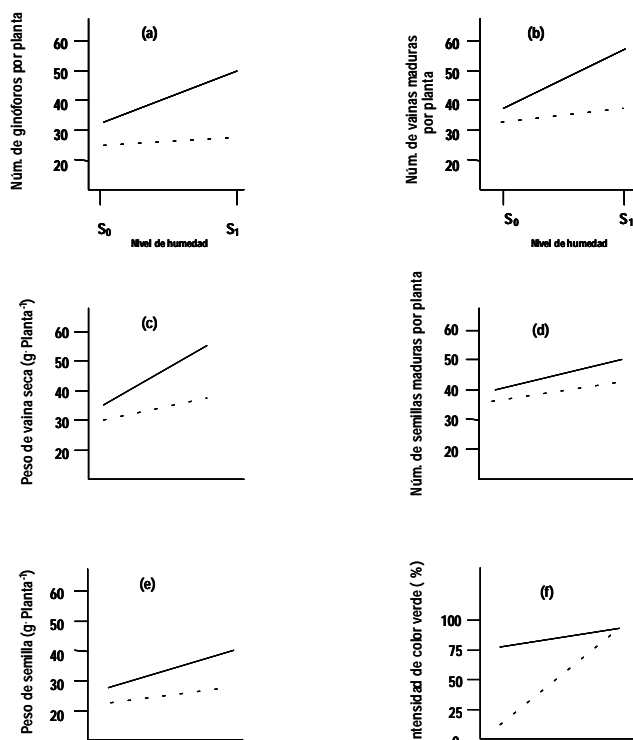 (a)
Núm. de ginóforos por planta
60
50
40
30
20
S0
S1
Nivel de humedad
(b)
Núm. de vainas maduras
por planta
60
50
40
30
20
S0
S1
Nivel de humedad
(c)
Peso de vaina seca (g· Planta-1)
60
50
40
30
20
(d)
Núm. de semillas maduras por planta
60
50
40
30
20
(e)
Peso de semilla (g· Planta-1)
60
50
40
30
20
(f)
ntensidad de color verde ( %)
100
75
50
25